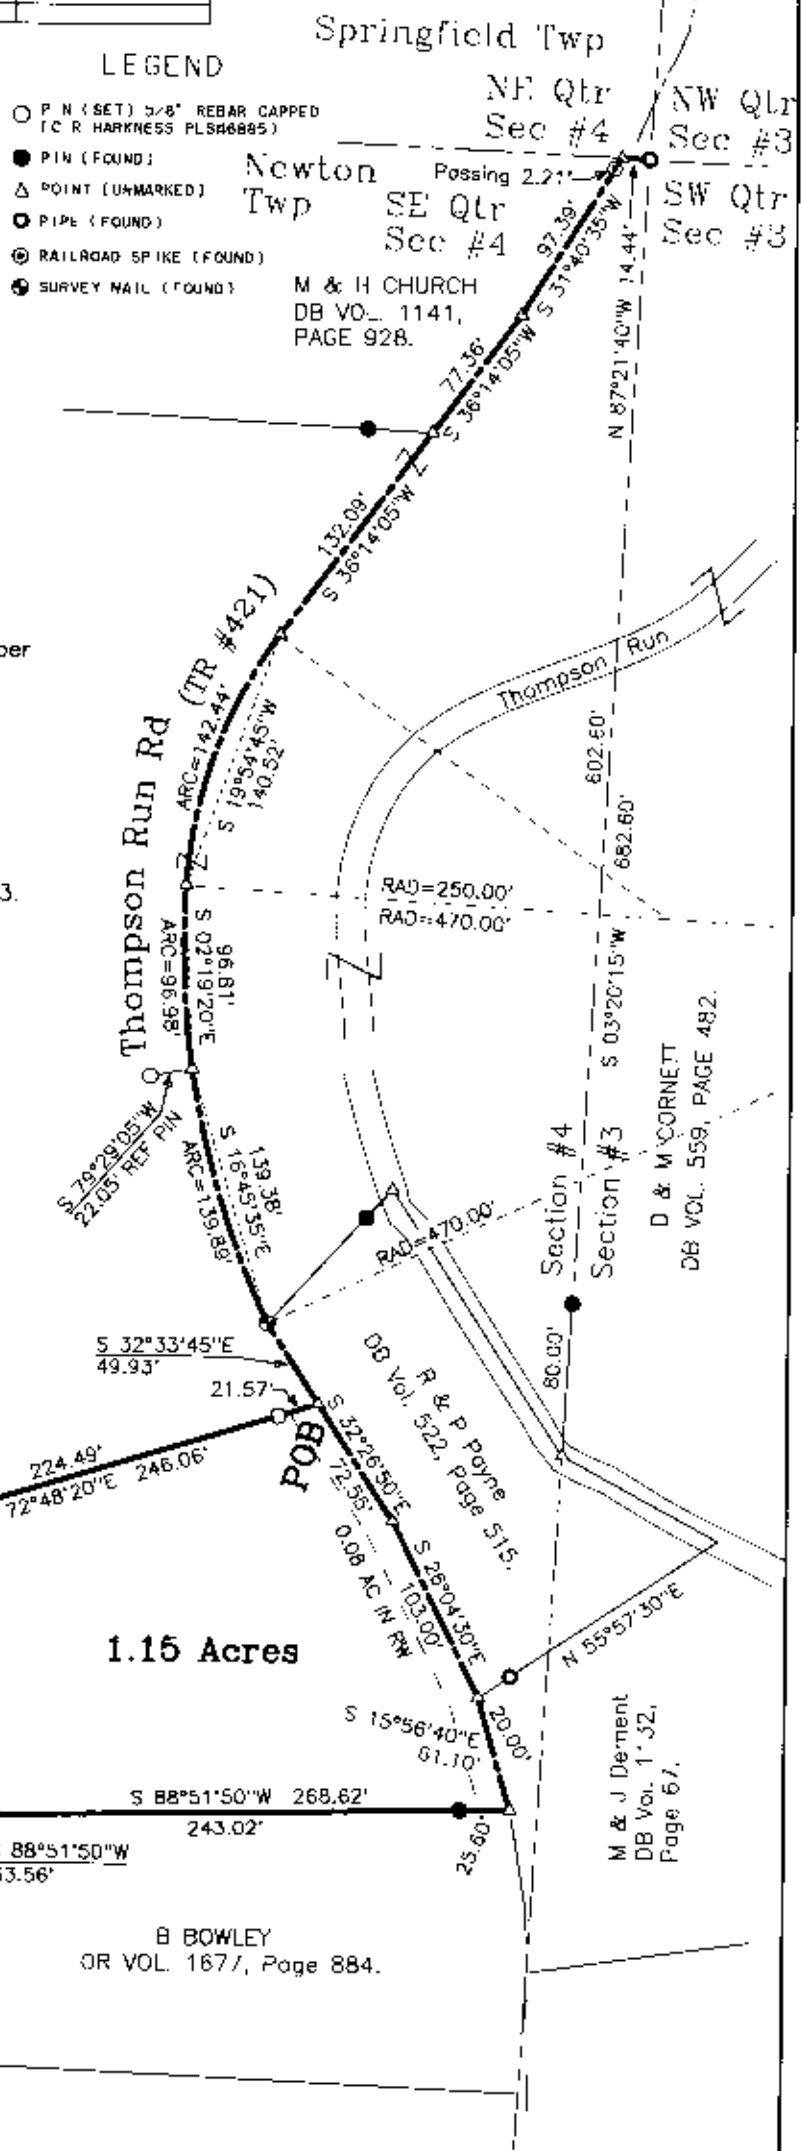 Springfield Twp
LEGEND
PIN (SET) 5/8" REBAR CAPPED
(C R HARKNESS PLS#6885)
PIN (FOUND)
POINT (UNMARKED)
PIPE (FOUND)
RAILROAD SPIKE (FOUND)
SURVEY NAIL (FOUND)
NE Qtr
Sec #4
NW Qtr
Sec #3
Newton
Twp
Passing 2.21'
SE Qtr
Sec #4
SW Qtr
Sec #3
M & H CHURCH
DB VOL. 1141,
PAGE 928.
97.39'
S 31°40'35"W
N 87°21'40"W 14.44'
77.36'
S 36°14'05"W
132.09'
S 36°14'05"W
per
Thompson Run Rd (TR #421)
ARC=142.44'
S 19°54'45"W
140.52'
Thompson Run
602.60'
682.60'
3.
RAD=250.00'
RAD=470.00'
S 03°20'15"W
96.81'
S 02°19'20"E
ARC=96.98'
S 79°29'05"W
22.05' REF PIN
139.38'
S 16°45'35"E
ARC=139.89'
RAD=470.00'
Section #4
Section #3
D & M CORNETT
DB VOL. 559, PAGE 482.
S 32°33'45"E
49.93'
21.57'
POB
80.00'
R & P Payne
DB Vol. 522, Page 515.
224.49'
72°48'20"E 246.06'
S 32°26'50"E
72.55'
0.08 AC IN RW
S 26°04'30"E
103.00'
1.15 Acres
N 55°57'30"E
S 15°56'40"E
61.10'
20.00'
M & J Dement
DB Vol. 1132,
Page 67.
S 88°51'50"W 268.62'
243.02'
25.60'
88°51'50"W
3.56'
B BOWLEY
OR VOL. 1677, Page 884.